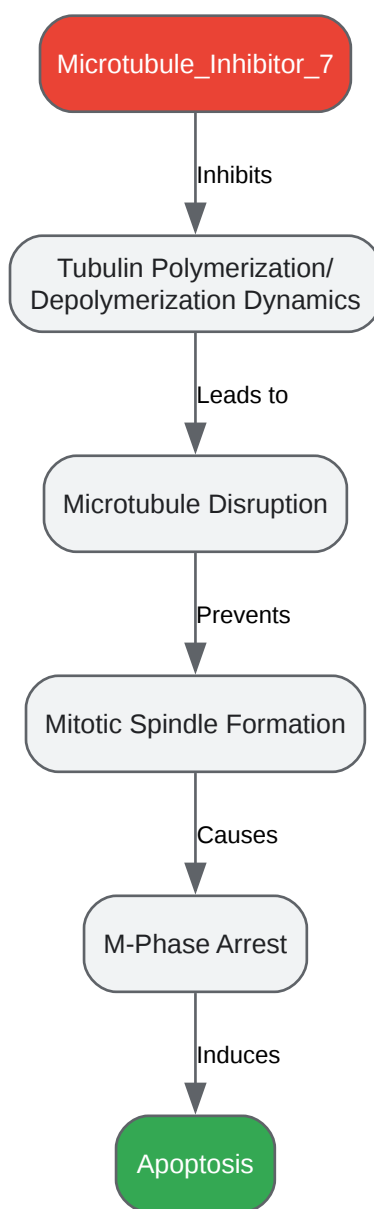 Microtubule_Inhibitor_7
Inhibits
Tubulin Polymerization/
Depolymerization Dynamics
Leads to
Microtubule Disruption
Prevents
Mitotic Spindle Formation
Causes
M-Phase Arrest
Induces
Apoptosis